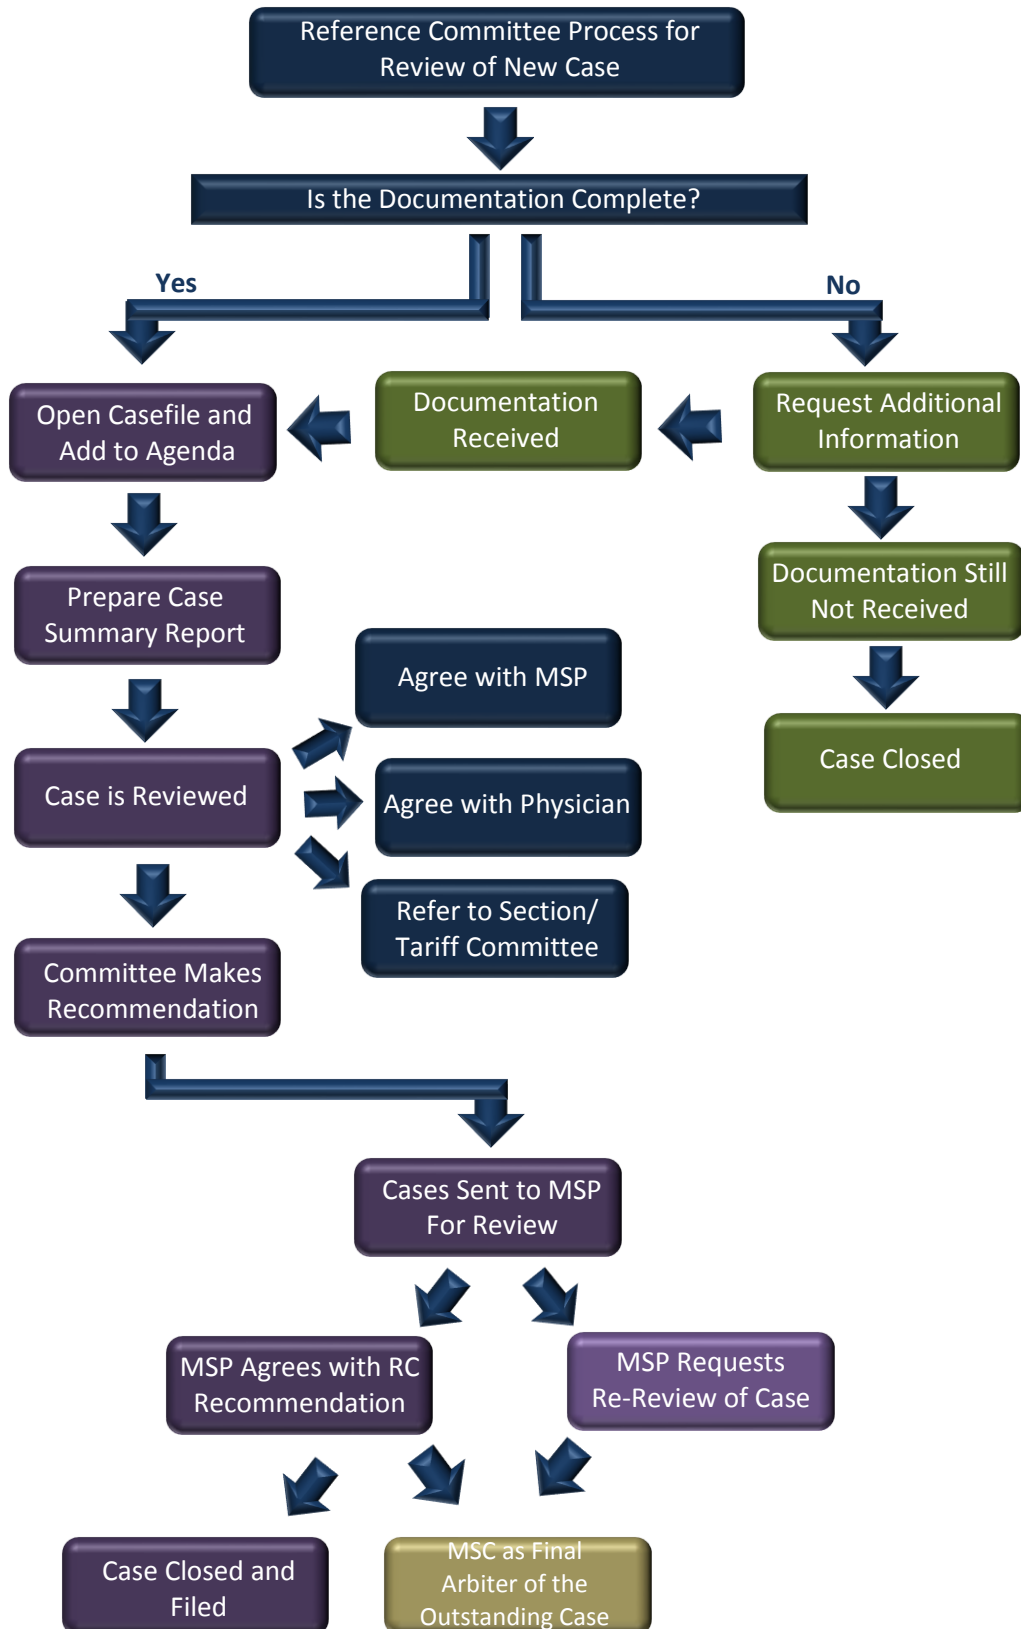 Reference Committee Process for
Review of New Case
Is the Documentation Complete?
Yes
No
Open Casefile and
Add to Agenda
Documentation
Received
Request Additional
Information
Prepare Case
Summary Report
Documentation Still
Not Received
Agree with MSP
Case is Reviewed
Agree with Physician
Case Closed
Refer to Section/
Tariff Committee
Committee Makes
Recommendation
Cases Sent to MSP
For Review
MSP Agrees with RC
Recommendation
MSP Requests
Re-Review of Case
Case Closed and
Filed
MSC as Final
Arbiter of the
Outstanding Case